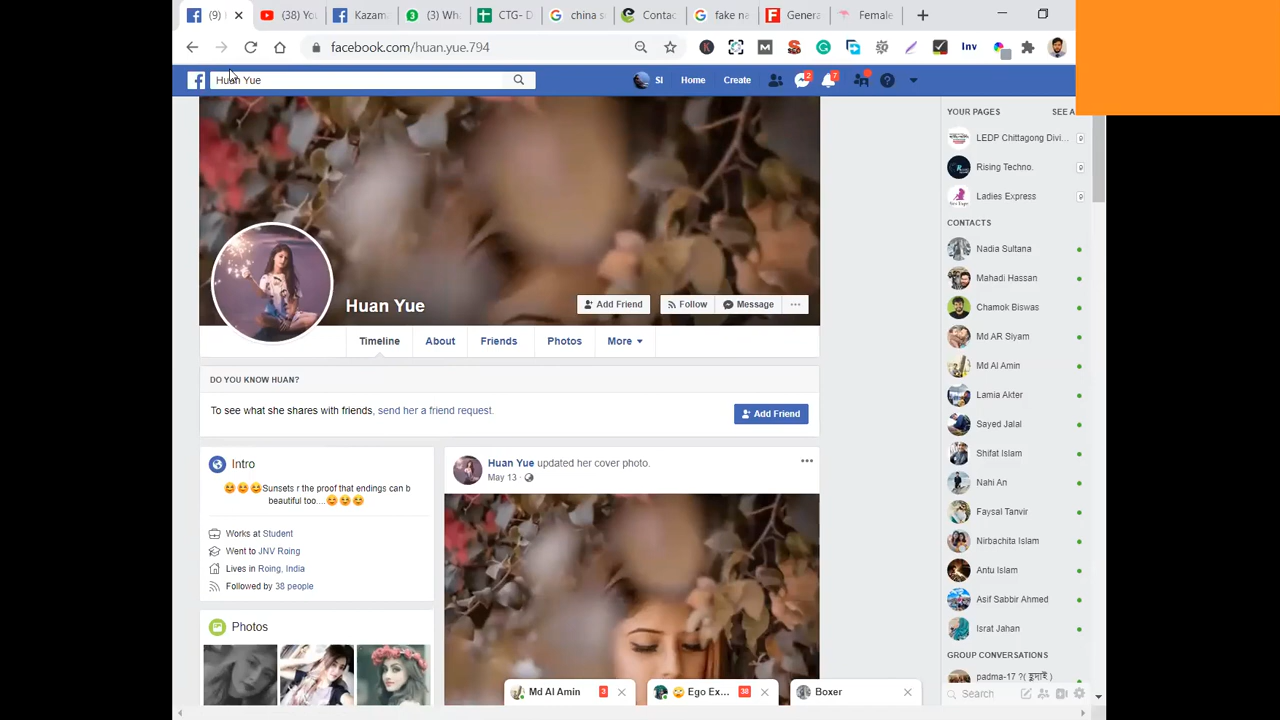 (9)
(38) You
Kazam
(3) Wha
CTG- D
china s
Contac
fake na
Genera
Female
facebook.com/huan.yue.794
Inv
Huan Yue
SI
Home
Create
2
7
Huan Yue
Add Friend
Follow
Message
Timeline
About
Friends
Photos
More
DO YOU KNOW HUAN?
To see what she shares with friends, send her a friend request.
Add Friend
Intro
Sunsets r the proof that endings can b
beautiful too....
Works at Student
Went to JNV Roing
Lives in Roing, India
Followed by 38 people
Photos
Huan Yue updated her cover photo.
May 13
YOUR PAGES
SEE A
LEDP Chittagong Divi...
Rising Techno.
Ladies Express
CONTACTS
Nadia Sultana
Mahadi Hassan
Chamok Biswas
Md AR Siyam
Md Al Amin
Lamia Akter
Sayed Jalal
Shifat Islam
Nahi An
Faysal Tanvir
Nirbachita Islam
Antu Islam
Asif Sabbir Ahmed
Israt Jahan
GROUP CONVERSATIONS
padma-17 ?(
Search
Md Al Amin 3
Ego Ex... 38
Boxer